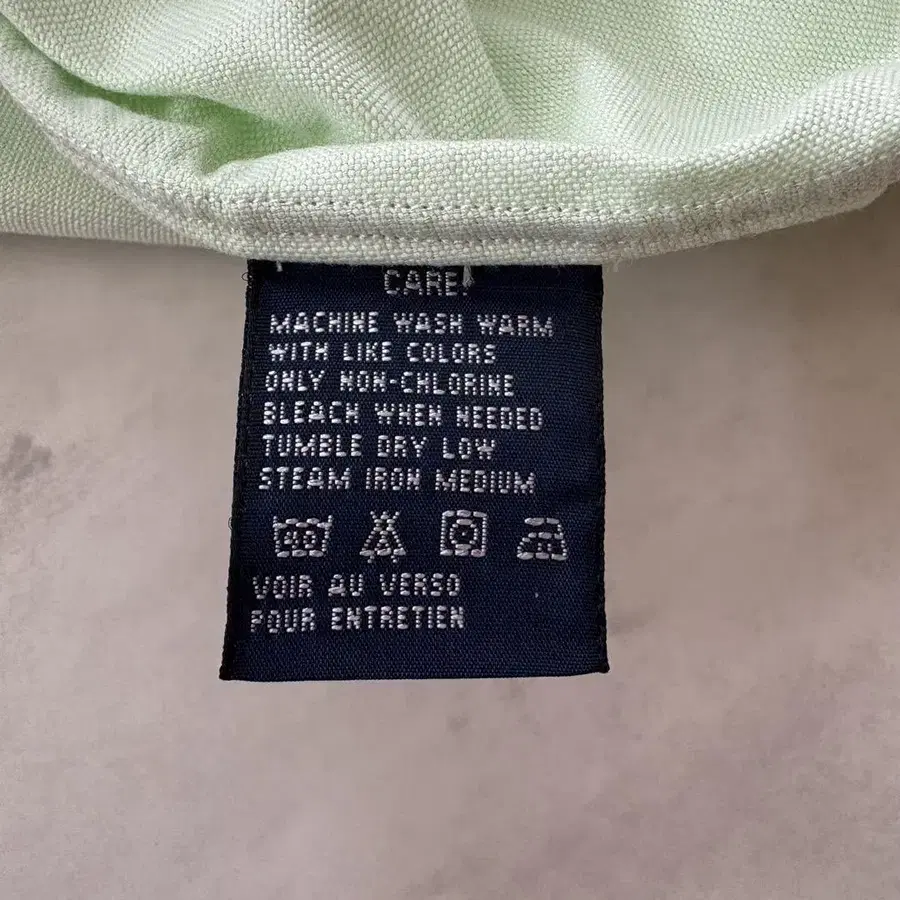 CARE:
MACHINE WASH WARM
WITH LIKE COLORS
ONLY NON-CHLORINE
BLEACH WHEN NEEDED
TUMBLE DRY LOW
STEAM IRON MEDIUM
40
VOIR AU VERSO
POUR ENTRETIEN